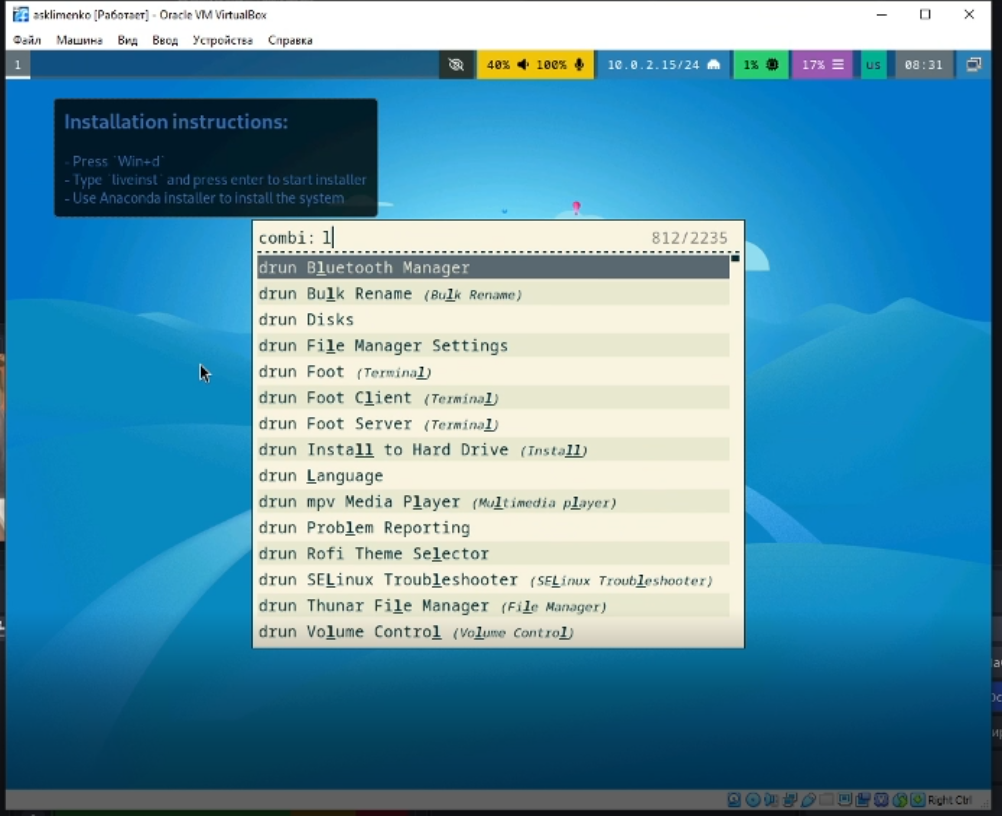 asklimenko [Работает] - Oracle VM VirtualBox
Файл Машина Вид Ввод Устройства Справка
1 40% 100% 10.0.2.15/24 1% 17% us 08:31
Installation instructions:
- Press `Win+d`
- Type `liveinst` and press enter to start installer
- Use Anaconda installer to install the system
combi: l 812/2235
drun Bluetooth Manager
drun Bulk Rename (Bulk Rename)
drun Disks
drun File Manager Settings
drun Foot (Terminal)
drun Foot Client (Terminal)
drun Foot Server (Terminal)
drun Install to Hard Drive (Install)
drun Language
drun mpv Media Player (Multimedia player)
drun Problem Reporting
drun Rofi Theme Selector
drun SELinux Troubleshooter (SELinux Troubleshooter)
drun Thunar File Manager (File Manager)
drun Volume Control (Volume Control)
Right Ctrl